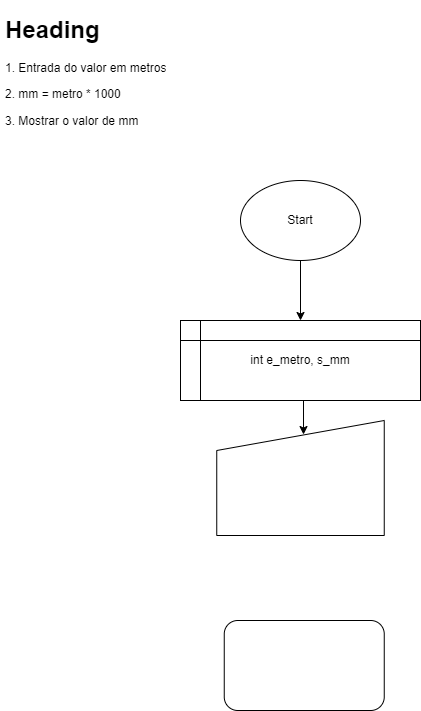 Heading
1. Entrada do valor em metros
2. mm = metro * 1000
3. Mostrar o valor de mm
Start
int e_metro, s_mm